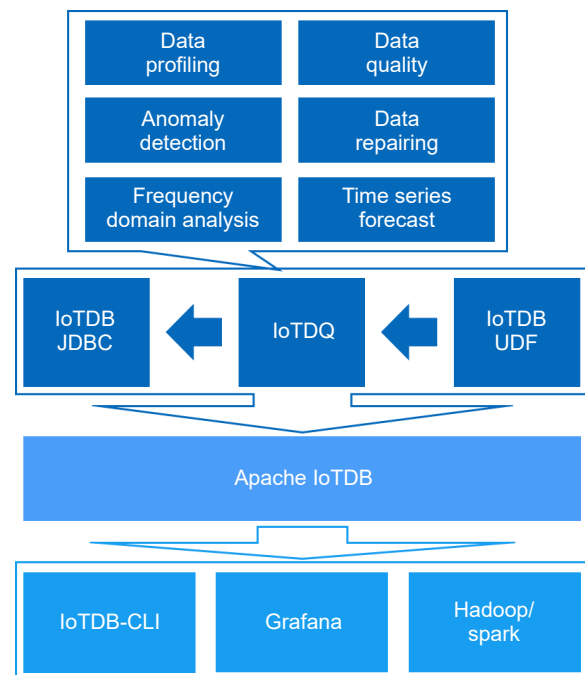 Data
profiling
Data
quality
Anomaly
detection
Data
repairing
Frequency
domain analysis
Time series
forecast
IoTDB
JDBC
IoTDQ
IoTDB
UDF
Apache IoTDB
IoTDB-CLI
Grafana
Hadoop/
spark